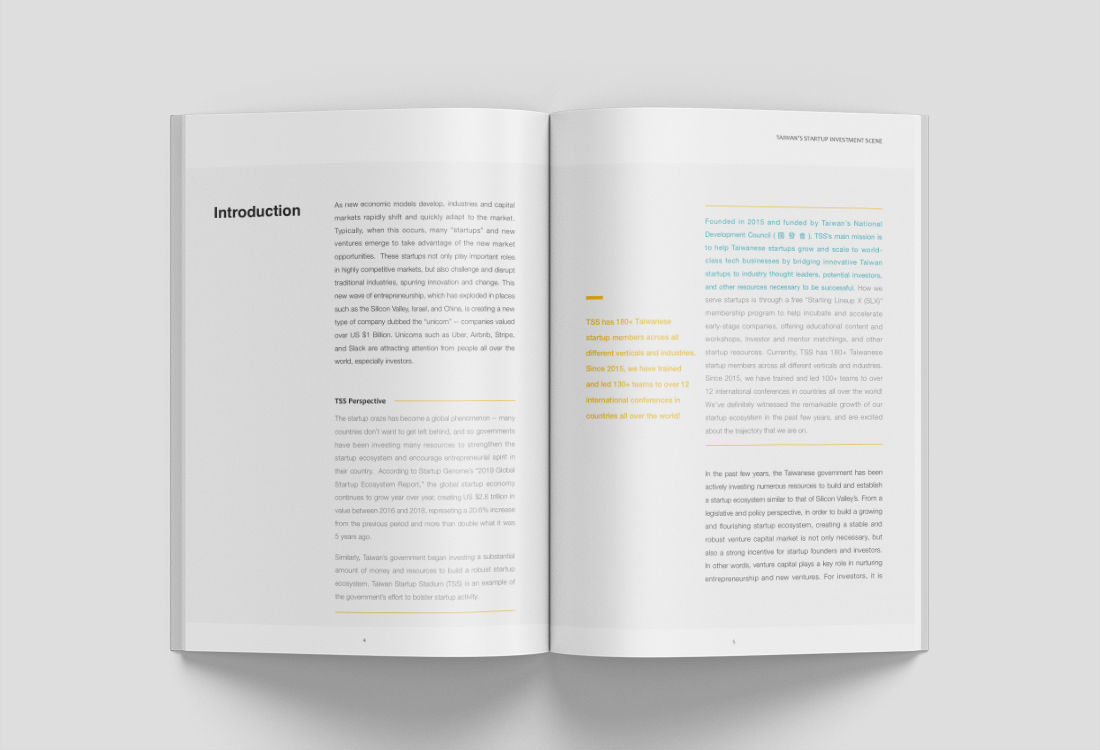 Introduction
As new economic models develop, industries and capital
markets rapidly shift and quickly adapt to the market.
Typically, when this occurs, many "startups" and new
ventures emerge to take advantage of the new market
opportunities. These startups not only play important roles
in highly competitive markets, but also challenge and disrupt
traditional industries, spurring innovation and change. This
new wave of entrepreneurship, which has exploded in places
such as the Silicon Valley, Israel, and China, is creating a new
type of company dubbed the "unicorn" – companies valued
over US $1 Billion. Unicorns such as Uber, Airbnb, Stripe,
and Slack are attracting attention from people all over the
world, especially investors.
TSS Perspective
The startup craze has become a global phenomenon – many
countries don't want to get left behind, and so governments
have been investing many resources to strengthen the
startup ecosystem and encourage entrepreneurial spirit in
their country. According to Startup Genome's "2019 Global
Startup Ecosystem Report," the global startup economy
continues to grow year over year, creating US $2.8 trillion in
value between 2016 and 2018, representing a 20.6% increase
from the previous period and more than double what it was
5 years ago.
Similarly, Taiwan's government began investing a substantial
amount of money and resources to build a robust startup
ecosystem. Taiwan Startup Stadium (TSS) is an example of
the government's effort to bolster startup activity.
4
TAIWAN'S STARTUP INVESTMENT SCENE
TSS has 180+ Taiwanese
startup members across all
different verticals and industries.
Since 2015, we have trained
and led 130+ teams to over 12
international conferences in
countries all over the world!
Founded in 2015 and funded by Taiwan's National
Development Council ( 國 發 會 ), TSS's main mission is
to help Taiwanese startups grow and scale to world-
class tech businesses by bridging innovative Taiwan
startups to industry thought leaders, potential investors,
and other resources necessary to be successful. How we
serve startups is through a free "Starting Lineup X (SLX)"
membership program to help incubate and accelerate
early-stage companies, offering educational content and
workshops, investor and mentor matchings, and other
startup resources. Currently, TSS has 180+ Taiwanese
startup members across all different verticals and industries.
Since 2015, we have trained and led 100+ teams to over
12 international conferences in countries all over the world!
We've definitely witnessed the remarkable growth of our
startup ecosystem in the past few years, and are excited
about the trajectory that we are on.
In the past few years, the Taiwanese government has been
actively investing numerous resources to build and establish
a startup ecosystem similar to that of Silicon Valley's. From a
legislative and policy perspective, in order to build a growing
and flourishing startup ecosystem, creating a stable and
robust venture capital market is not only necessary, but
also a strong incentive for startup founders and investors.
In other words, venture capital plays a key role in nurturing
entrepreneurship and new ventures. For investors, it is
5